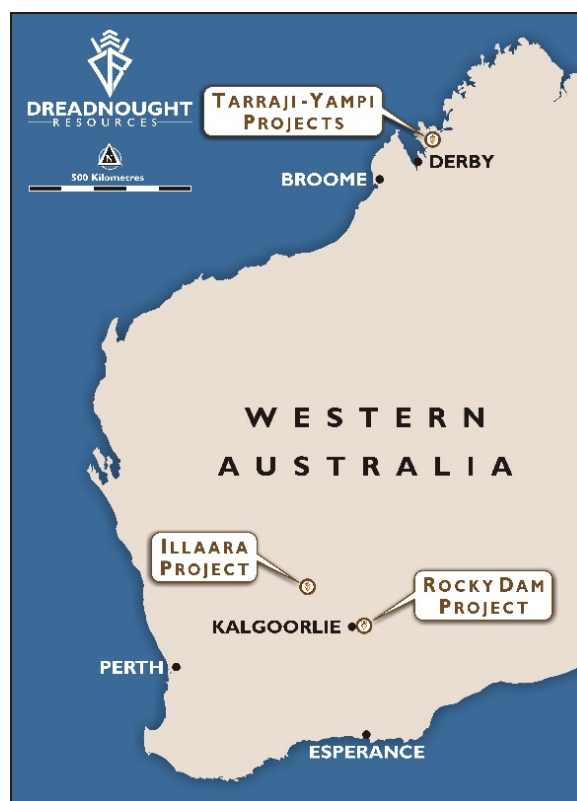 DREADNOUGHT
RESOURCES
500 Kilometres
TARRAJI-YAMPI
PROJECTS
DERBY
BROOME
WESTERN
AUSTRALIA
ILLAARA
PROJECT
ROCKY DAM
PROJECT
KALGOORLIE
PERTH
ESPERANCE